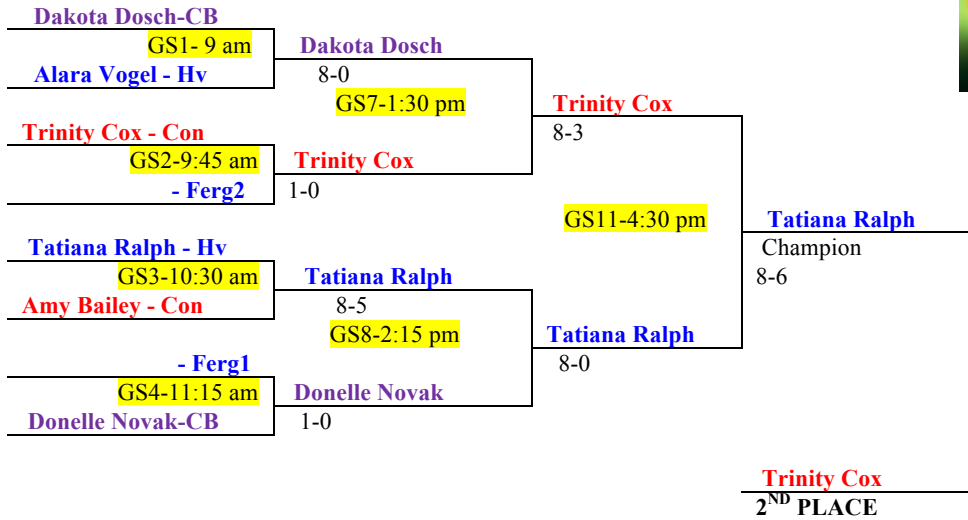 Dakota Dosch-CB
GS1- 9 am
Dakota Dosch
Alara Vogel - Hv
8-0
GS7-1:30 pm
Trinity Cox
Trinity Cox - Con
8-3
GS2-9:45 am
Trinity Cox
- Ferg2
1-0
GS11-4:30 pm
Tatiana Ralph
Tatiana Ralph - Hv
Champion
GS3-10:30 am
Tatiana Ralph
8-6
Amy Bailey - Con
8-5
GS8-2:15 pm
Tatiana Ralph
- Ferg1
8-0
GS4-11:15 am
Donelle Novak
Donelle Novak-CB
1-0
Trinity Cox
2ND PLACE